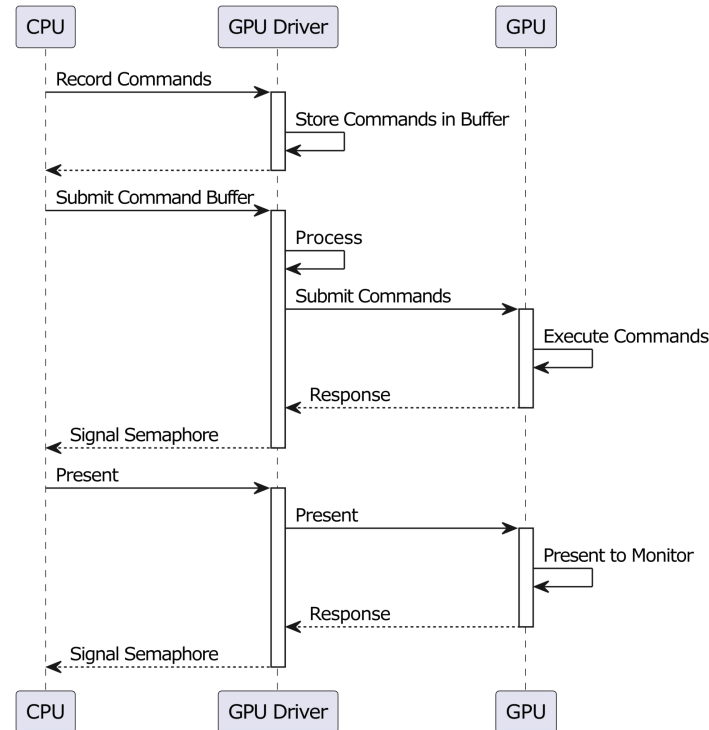 CPU
GPU Driver
GPU
Record Commands
Store Commands in Buffer
Submit Command Buffer
Process
Submit Commands
Execute Commands
Response
Signal Semaphore
Present
Present
Present to Monitor
Response
Signal Semaphore
CPU
GPU Driver
GPU